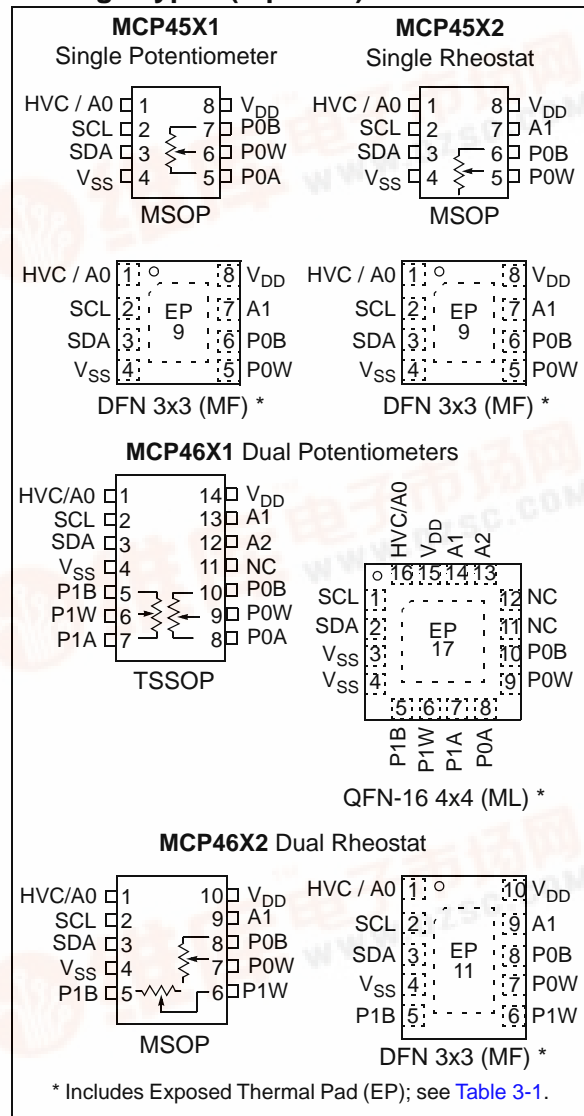 MCP45X1
Single Potentiometer
HVC / A0 1 8 VDD
SCL 2 7 P0B
SDA 3 6 P0W
VSS 4 5 P0A
MSOP
MCP45X2
Single Rheostat
HVC / A0 1 8 VDD
SCL 2 7 A1
SDA 3 6 P0B
VSS 4 5 P0W
MSOP
HVC / A0 1 8 VDD
SCL 2 EP 7 A1
SDA 3 9 6 P0B
VSS 4 5 P0W
DFN 3x3 (MF) *
HVC / A0 1 8 VDD
SCL 2 EP 7 A1
SDA 3 9 6 P0B
VSS 4 5 P0W
DFN 3x3 (MF) *
MCP46X1 Dual Potentiometers
HVC/A0 1 14 VDD
SCL 2 13 A1
SDA 3 12 A2
VSS 4 11 NC
P1B 5 10 P0B
P1W 6 9 P0W
P1A 7 8 P0A
TSSOP
HVC/A0 VDD A1 A2
16 15 14 13
SCL 1 12 NC
SDA 2 EP 11 NC
VSS 3 17 10 P0B
VSS 4 9 P0W
5 6 7 8
P1B P1W P1A P0A
QFN-16 4x4 (ML) *
MCP46X2 Dual Rheostat
HVC/A0 1 10 VDD
SCL 2 9 A1
SDA 3 8 P0B
VSS 4 7 P0W
P1B 5 6 P1W
MSOP
HVC / A0 1 10 VDD
SCL 2 9 A1
SDA 3 EP 8 P0B
VSS 4 11 7 P0W
P1B 5 6 P1W
DFN 3x3 (MF) *
* Includes Exposed Thermal Pad (EP); see Table 3-1.